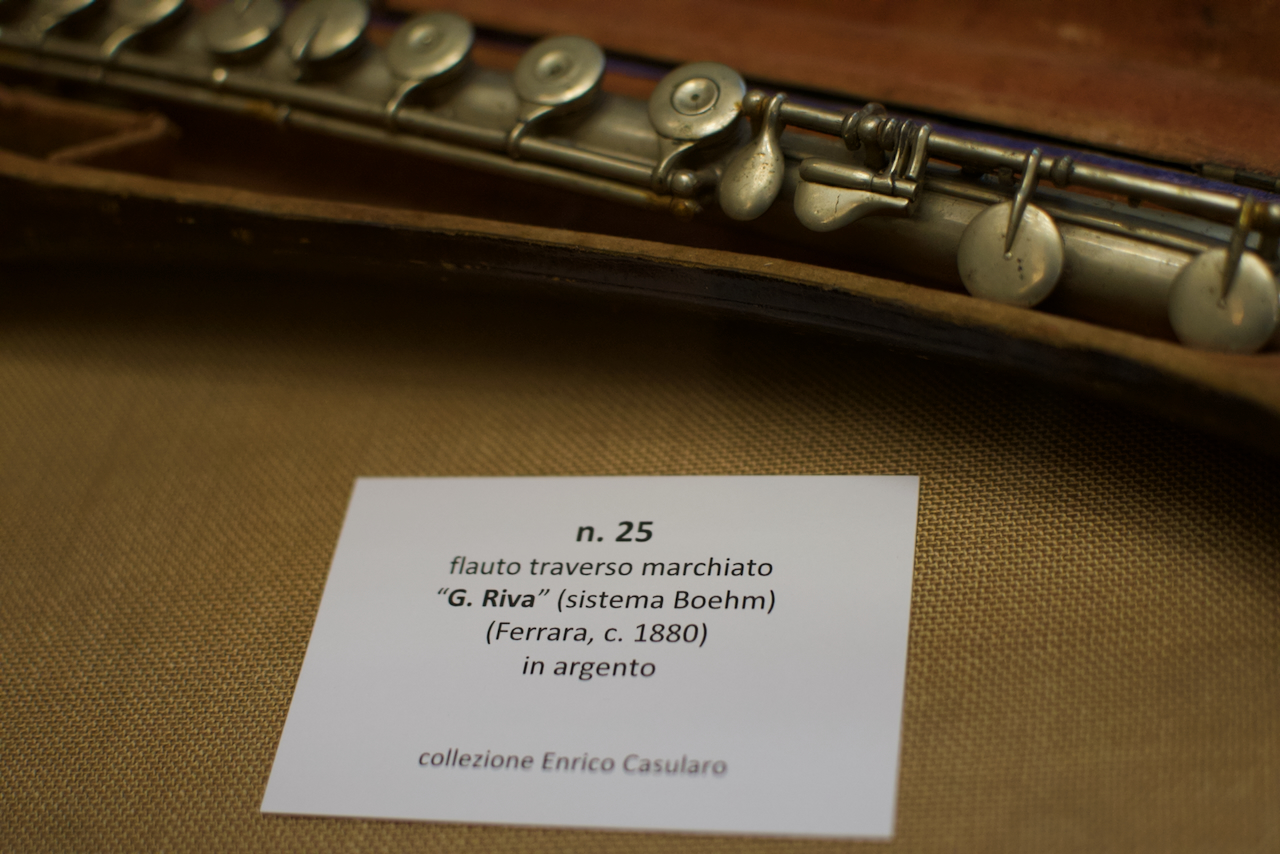 n. 25
flauto traverso marchiato
“G. Riva” (sistema Boehm)
(Ferrara, c. 1880)
in argento
collezione Enrico Casularo